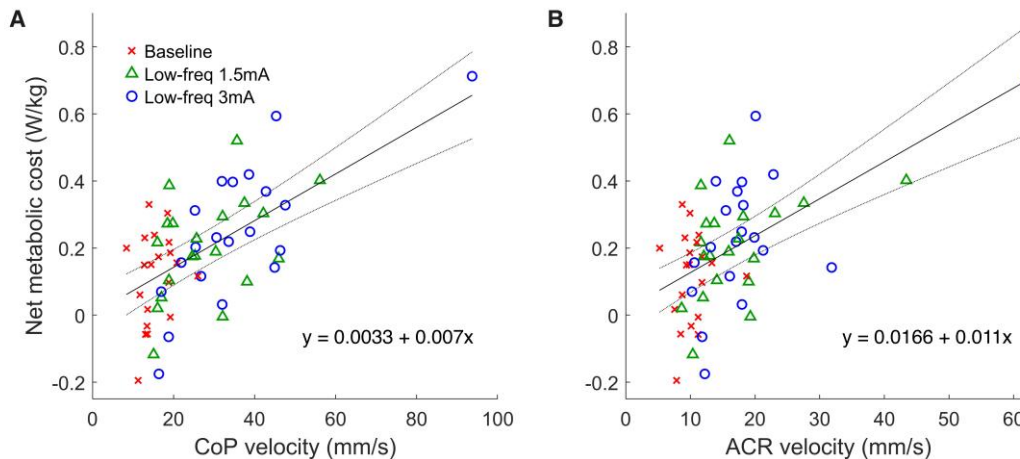 A
B
Baseline
Low-freq 1.5mA
Low-freq 3mA
Net metabolic cost (W/kg)
0.8
0.6
0.4
0.2
0
-0.2
y = 0.0033 + 0.007x
0 20 40 60 80 100
CoP velocity (mm/s)
0.8
0.6
0.4
0.2
0
-0.2
y = 0.0166 + 0.011x
0 10 20 30 40 50
ACR velocity (mm/s)